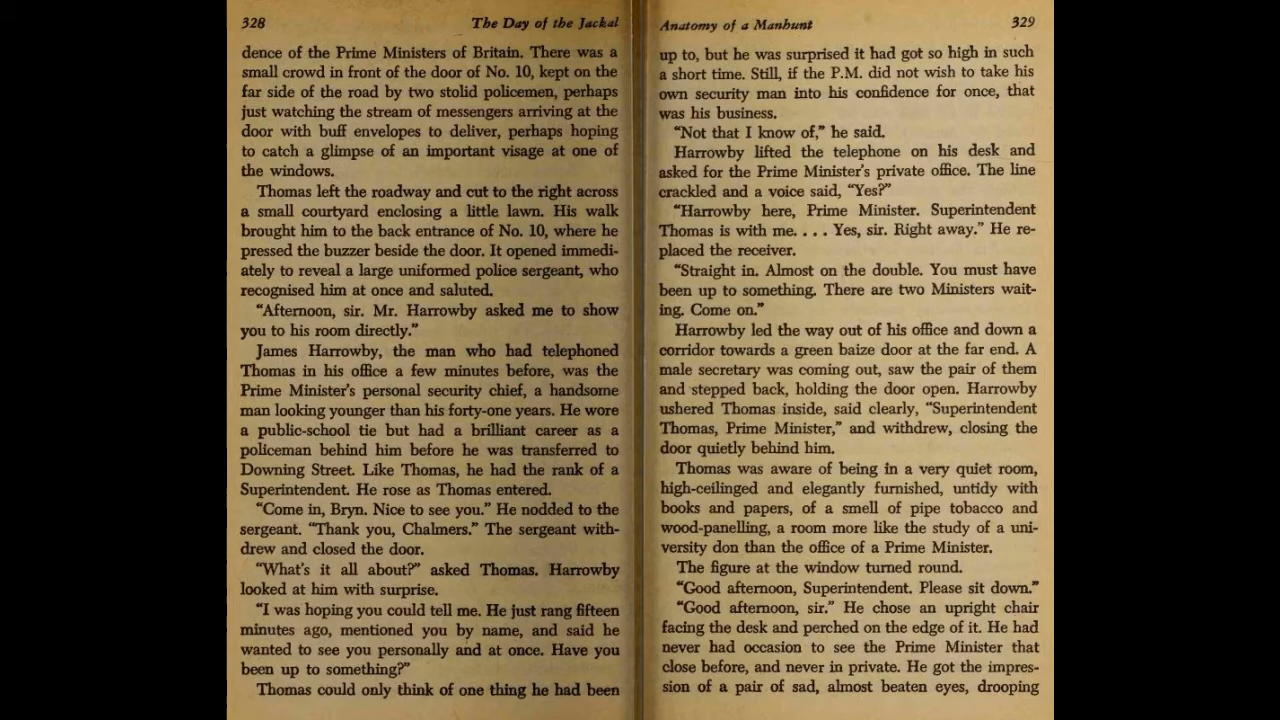 328
The Day of the Jackal
dence of the Prime Ministers of Britain. There was a
small crowd in front of the door of No. 10, kept on the
far side of the road by two stolid policemen, perhaps
just watching the stream of messengers arriving at the
door with buff envelopes to deliver, perhaps hoping
to catch a glimpse of an important visage at one of
the windows.
Thomas left the roadway and cut to the right across
a small courtyard enclosing a little lawn. His walk
brought him to the back entrance of No. 10, where he
pressed the buzzer beside the door. It opened immedi-
ately to reveal a large uniformed police sergeant, who
recognised him at once and saluted.
“Afternoon, sir. Mr. Harrowby asked me to show
you to his room directly.”
James Harrowby, the man who had telephoned
Thomas in his office a few minutes before, was the
Prime Minister's personal security chief, a handsome
man looking younger than his forty-one years. He wore
a public-school tie but had a brilliant career as a
policeman behind him before he was transferred to
Downing Street. Like Thomas, he had the rank of a
Superintendent. He rose as Thomas entered.
“Come in, Bryn. Nice to see you.” He nodded to the
sergeant. “Thank you, Chalmers.” The sergeant with-
drew and closed the door.
“What's it all about?” asked Thomas. Harrowby
looked at him with surprise.
“I was hoping you could tell me. He just rang fifteen
minutes ago, mentioned you by name, and said he
wanted to see you personally and at once. Have you
been up to something?”
Thomas could only think of one thing he had been
Anatomy of a Manhunt
329
up to, but he was surprised it had got so high in such
a short time. Still, if the P.M. did not wish to take his
own security man into his confidence for once, that
was his business.
“Not that I know of,” he said.
Harrowby lifted the telephone on his desk and
asked for the Prime Minister's private office. The line
crackled and a voice said, “Yes?”
“Harrowby here, Prime Minister. Superintendent
Thomas is with me. . . . Yes, sir. Right away.” He re-
placed the receiver.
“Straight in. Almost on the double. You must have
been up to something. There are two Ministers wait-
ing. Come on.”
Harrowby led the way out of his office and down a
corridor towards a green baize door at the far end. A
male secretary was coming out, saw the pair of them
and stepped back, holding the door open. Harrowby
ushered Thomas inside, said clearly, “Superintendent
Thomas, Prime Minister,” and withdrew, closing the
door quietly behind him.
Thomas was aware of being in a very quiet room,
high-ceilinged and elegantly furnished, untidy with
books and papers, of a smell of pipe tobacco and
wood-panelling, a room more like the study of a uni-
versity don than the office of a Prime Minister.
The figure at the window turned round.
“Good afternoon, Superintendent. Please sit down.”
“Good afternoon, sir.” He chose an upright chair
facing the desk and perched on the edge of it. He had
never had occasion to see the Prime Minister that
close before, and never in private. He got the impres-
sion of a pair of sad, almost beaten eyes, drooping